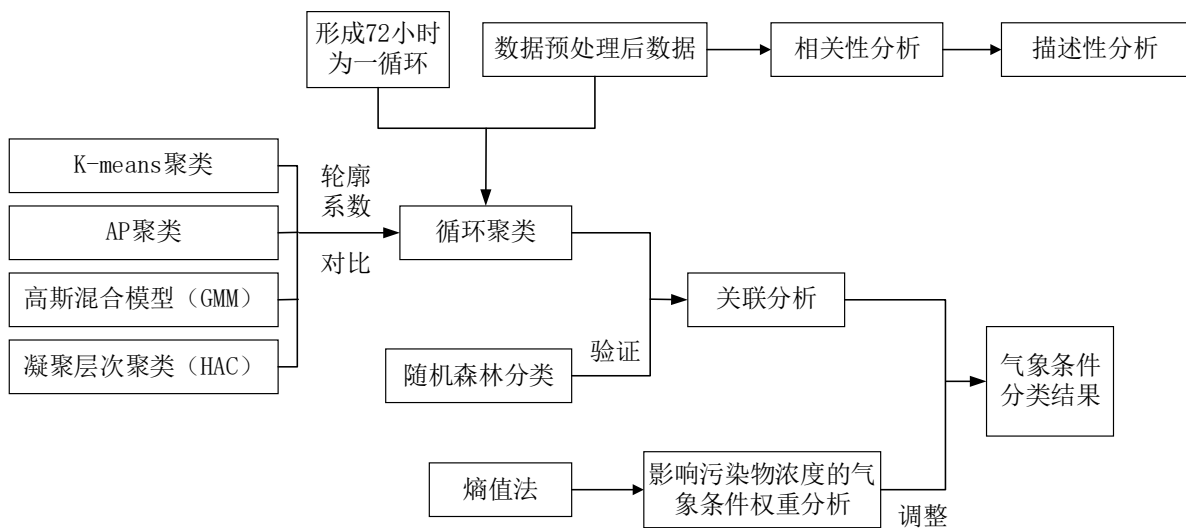 形成72小时
为一循环
数据预处理后数据
相关性分析
描述性分析
K-means聚类
AP聚类
高斯混合模型（GMM）
凝聚层次聚类（HAC）
轮廓
系数
对比
循环聚类
随机森林分类
验证
关联分析
熵值法
影响污染物浓度的气
象条件权重分析
调整
气象条件
分类结果